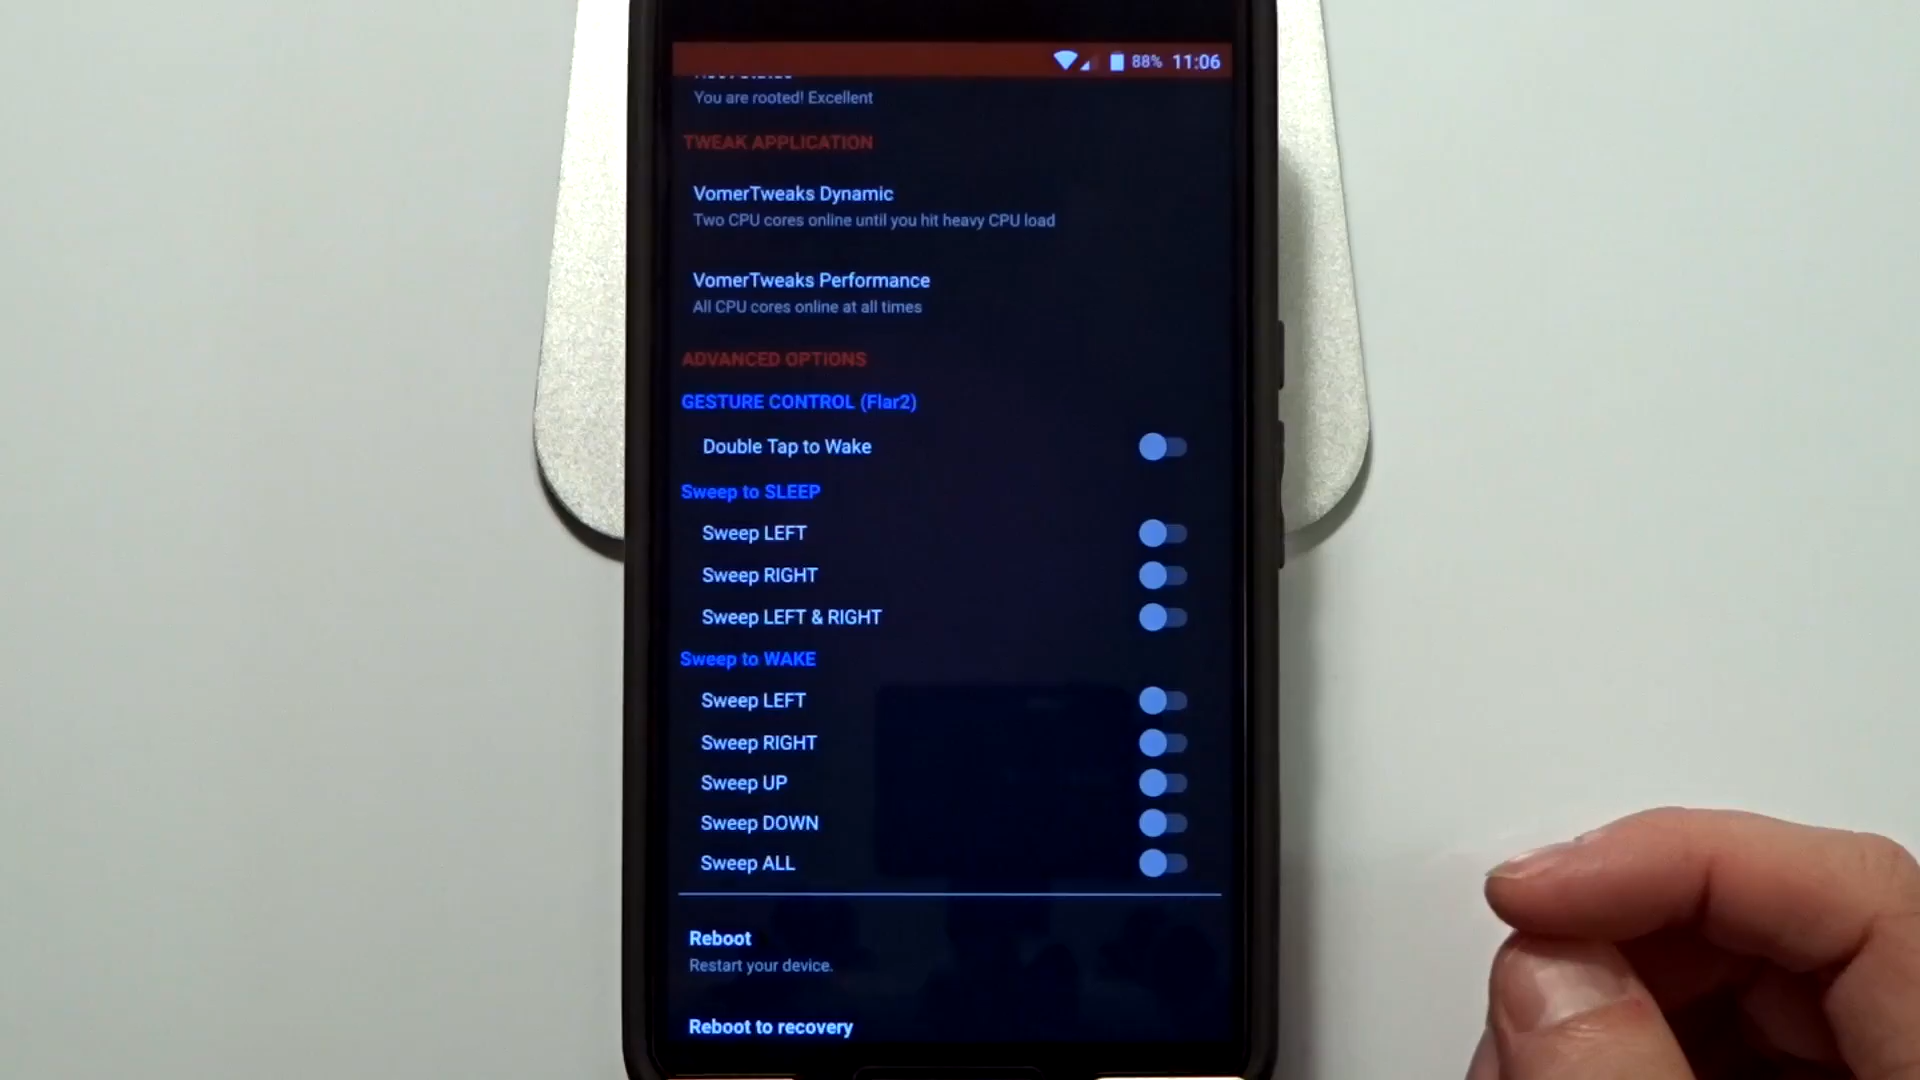 88% 11:06
You are rooted! Excellent
TWEAK APPLICATION
VomerTweaks Dynamic
Two CPU cores online until you hit heavy CPU load
VomerTweaks Performance
All CPU cores online at all times
ADVANCED OPTIONS
GESTURE CONTROL (Flar2)
Double Tap to Wake
Sweep to SLEEP
Sweep LEFT
Sweep RIGHT
Sweep LEFT & RIGHT
Sweep to WAKE
Sweep LEFT
Sweep RIGHT
Sweep UP
Sweep DOWN
Sweep ALL
Reboot
Restart your device.
Reboot to recovery